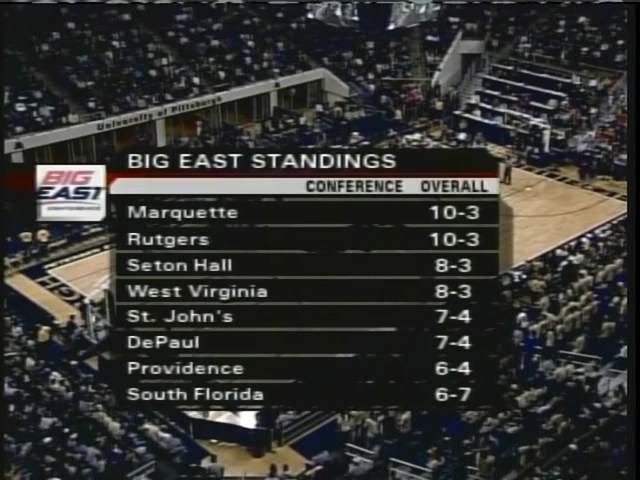 University of Pittsburgh
BIG EAST STANDINGS
BIG
EAST
CONFERENCE
CONFERENCE OVERALL
Marquette 10-3
Rutgers 10-3
Seton Hall 8-3
West Virginia 8-3
St. John's 7-4
DePaul 7-4
Providence 6-4
South Florida 6-7